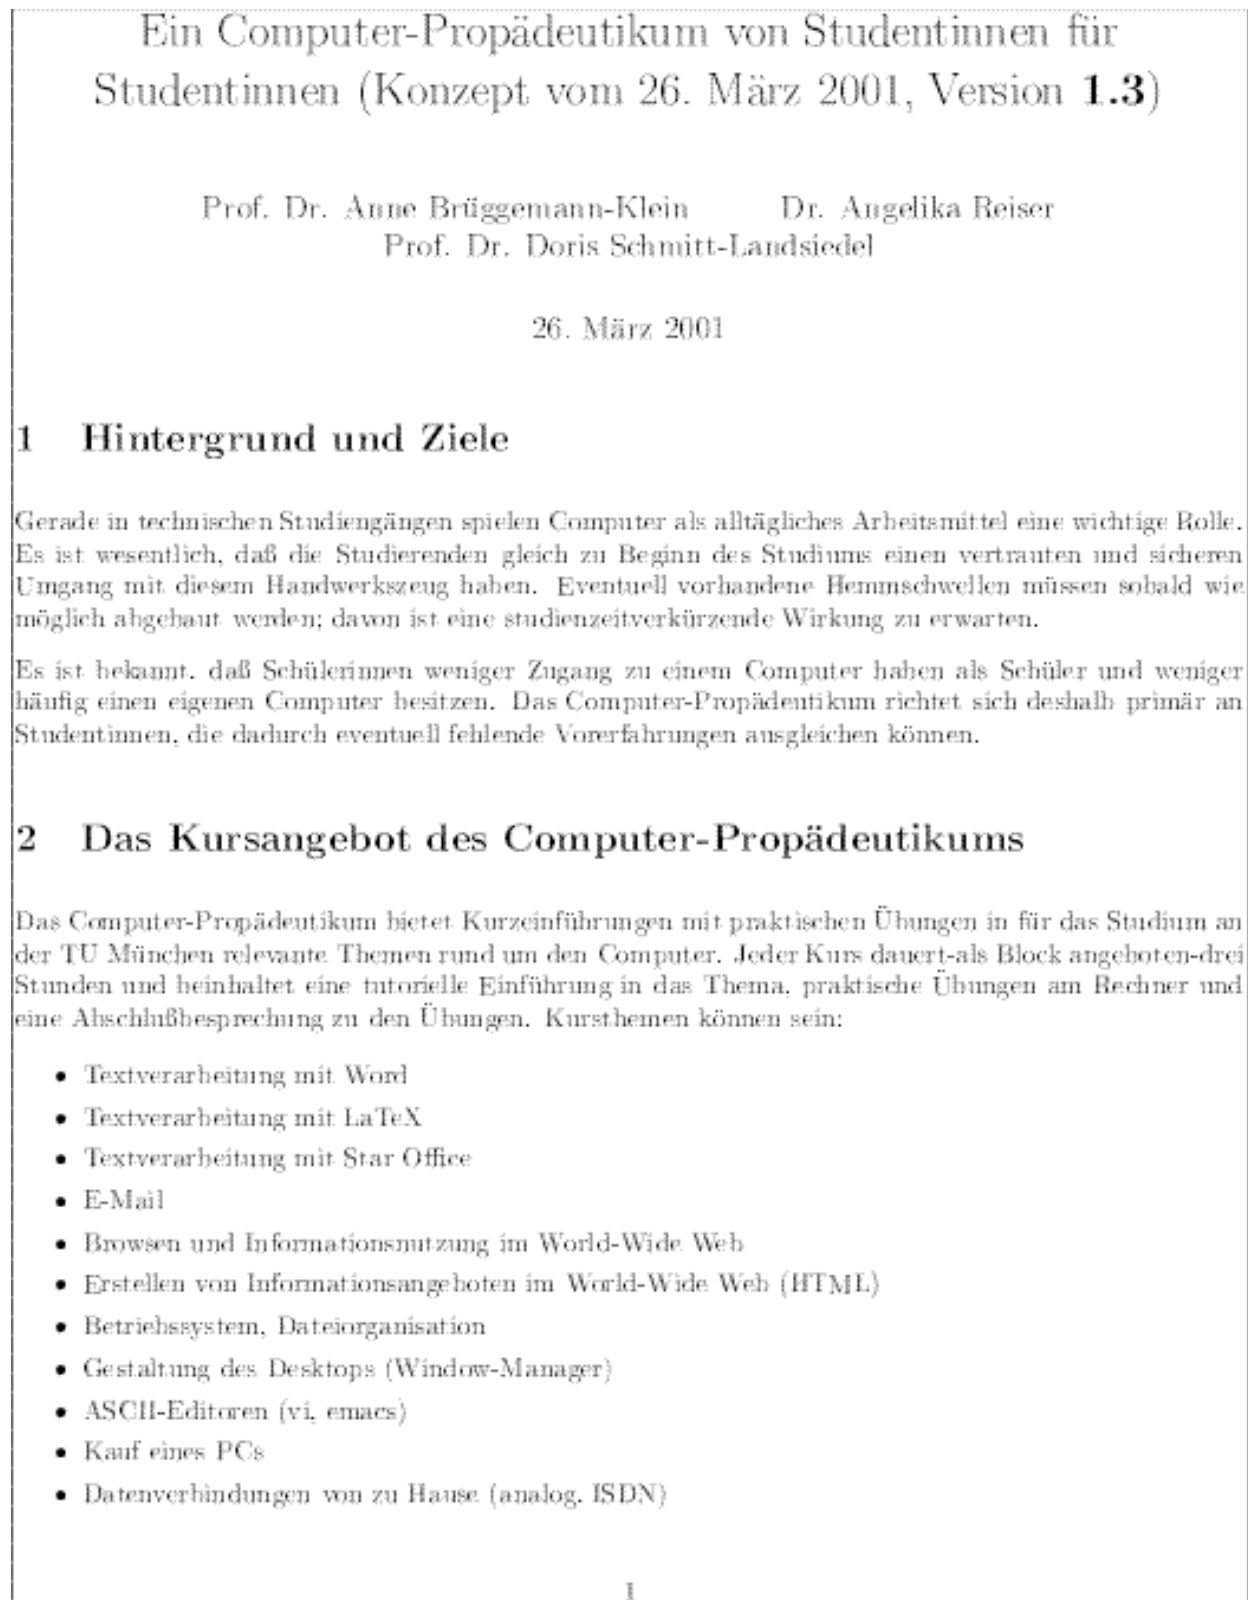 Ein Computer-Propädeutikum von Studentinnen für
Studentinnen (Konzept vom 26. März 2001, Version 1.3)
Prof. Dr. Anne Brüggemann-Klein Dr. Angelika Reiser
Prof. Dr. Doris Schmitt-Landsiedel
26. März 2001
1 Hintergrund und Ziele
Gerade in technischen Studiengängen spielen Computer als alltägliches Arbeitsmittel eine wichtige Rolle.
Es ist wesentlich, daß die Studierenden gleich zu Beginn des Studiums einen vertrauten und sicheren
Umgang mit diesem Handwerkszeug haben. Eventuell vorhandene Hemmschwellen müssen sobald wie
möglich abgebaut werden; davon ist eine studienzeitverkürzende Wirkung zu erwarten.
Es ist bekannt, daß Schülerinnen weniger Zugang zu einem Computer haben als Schüler und weniger
häufig einen eigenen Computer besitzen. Das Computer-Propädeutikum richtet sich deshalb primär an
Studentinnen, die dadurch eventuell fehlende Vorerfahrungen ausgleichen können.
2 Das Kursangebot des Computer-Propädeutikums
Das Computer-Propädeutikum bietet Kurzeinführungen mit praktischen Übungen in für das Studium an
der TU München relevante Themen rund um den Computer. Jeder Kurs dauert-als Block angeboten-drei
Stunden und beinhaltet eine tutorielle Einführung in das Thema, praktische Übungen am Rechner und
eine Abschlußbesprechung zu den Übungen. Kursthemen können sein:
• Textverarbeitung mit Word
• Textverarbeitung mit LaTeX
• Textverarbeitung mit Star Office
• E-Mail
• Browsen und Informationsnutzung im World-Wide Web
• Erstellen von Informationsangeboten im World-Wide Web (HTML)
• Betriebssystem, Dateiorganisation
• Gestaltung des Desktops (Window-Manager)
• ASCII-Editoren (vi, emacs)
• Kauf eines PCs
• Datenverbindungen von zu Hause (analog, ISDN)
1